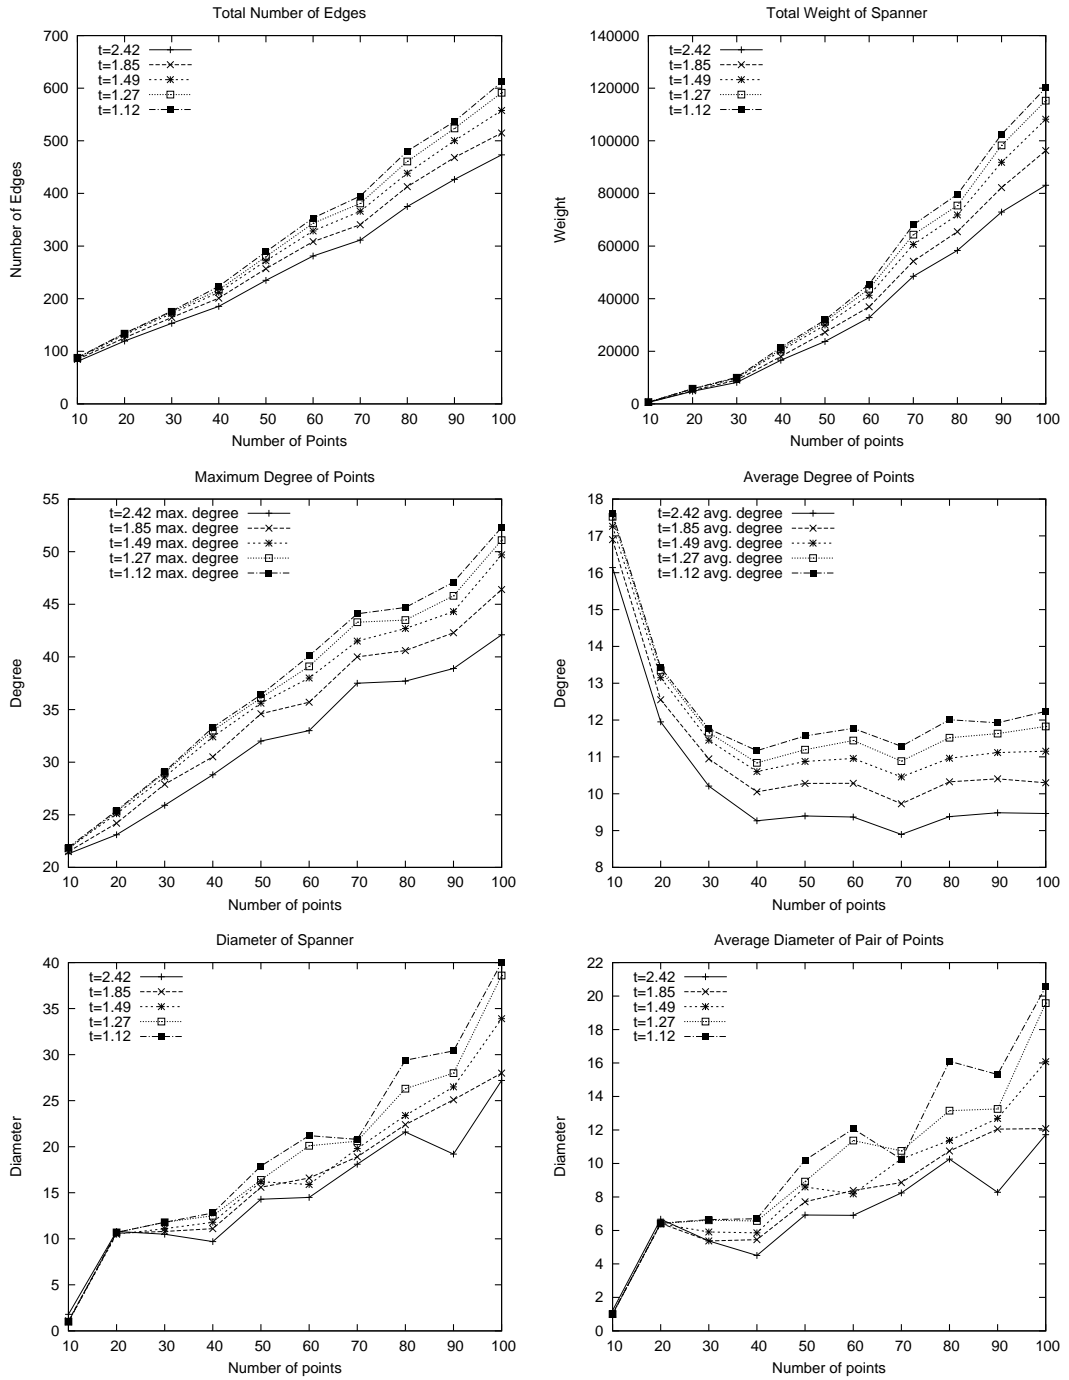 Total Number of Edges
700
600
500
400
300
200
100
0
10 20 30 40 50 60 70 80 90 100
Number of Edges
Number of Points
t=2.42
t=1.85
t=1.49
t=1.27
t=1.12
Total Weight of Spanner
140000
120000
100000
80000
60000
40000
20000
0
10 20 30 40 50 60 70 80 90 100
Weight
Number of points
t=2.42
t=1.85
t=1.49
t=1.27
t=1.12
Maximum Degree of Points
55
50
45
40
35
30
25
20
10 20 30 40 50 60 70 80 90 100
Degree
Number of points
t=2.42 max. degree
t=1.85 max. degree
t=1.49 max. degree
t=1.27 max. degree
t=1.12 max. degree
Average Degree of Points
18
17
16
15
14
13
12
11
10
9
8
10 20 30 40 50 60 70 80 90 100
Degree
Number of points
t=2.42 avg. degree
t=1.85 avg. degree
t=1.49 avg. degree
t=1.27 avg. degree
t=1.12 avg. degree
Diameter of Spanner
40
35
30
25
20
15
10
5
0
10 20 30 40 50 60 70 80 90 100
Diameter
Number of points
t=2.42
t=1.85
t=1.49
t=1.27
t=1.12
Average Diameter of Pair of Points
22
20
18
16
14
12
10
8
6
4
2
0
10 20 30 40 50 60 70 80 90 100
Diameter
Number of points
t=2.42
t=1.85
t=1.49
t=1.27
t=1.12